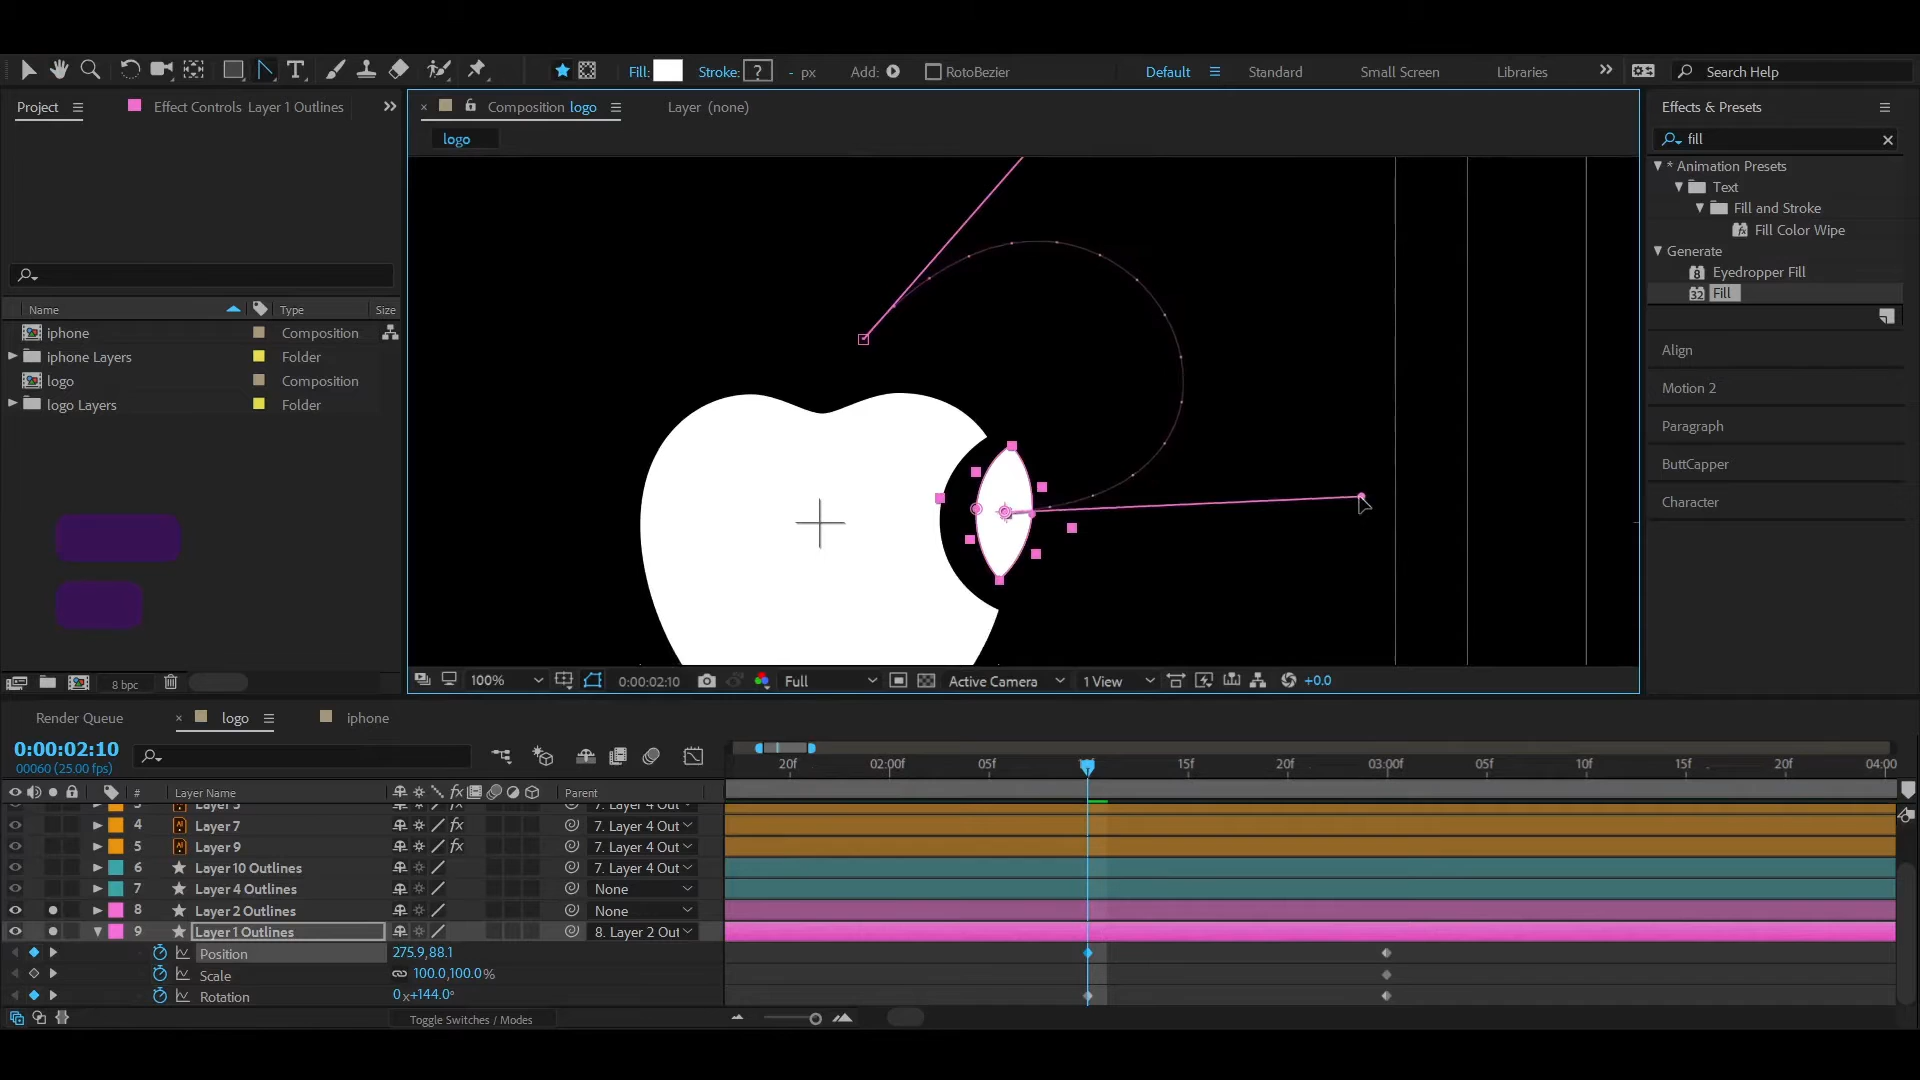 Fill: Stroke: ? - px Add: RotoBezier Default Standard Small Screen Libraries Search Help
Project Effect Controls Layer 1 Outlines Composition logo Layer (none) Effects & Presets
logo
fill
* Animation Presets
Text
Fill and Stroke
Fill Color Wipe
Generate
Eyedropper Fill
Fill
Align
Motion 2
Paragraph
ButtCapper
Character
Name Type Size
iphone Composition
iphone Layers Folder
logo Composition
logo Layers Folder
8 bpc
100% 0:00:02:10 Full Active Camera 1 View +0.0
Render Queue logo iphone
0:00:02:10
00060 (25.00 fps)
20f 02:00f 05f 15f 20f 03:00f 05f 10f 15f 20f 04:00
# Layer Name Parent
4 Layer 7 7. Layer 4 Out
5 Layer 9 7. Layer 4 Out
6 Layer 10 Outlines 7. Layer 4 Out
7 Layer 4 Outlines None
8 Layer 2 Outlines None
9 Layer 1 Outlines 8. Layer 2 Out
Position 275.9,88.1
Scale 100.0,100.0%
Rotation 0x+144.0°
Toggle Switches / Modes